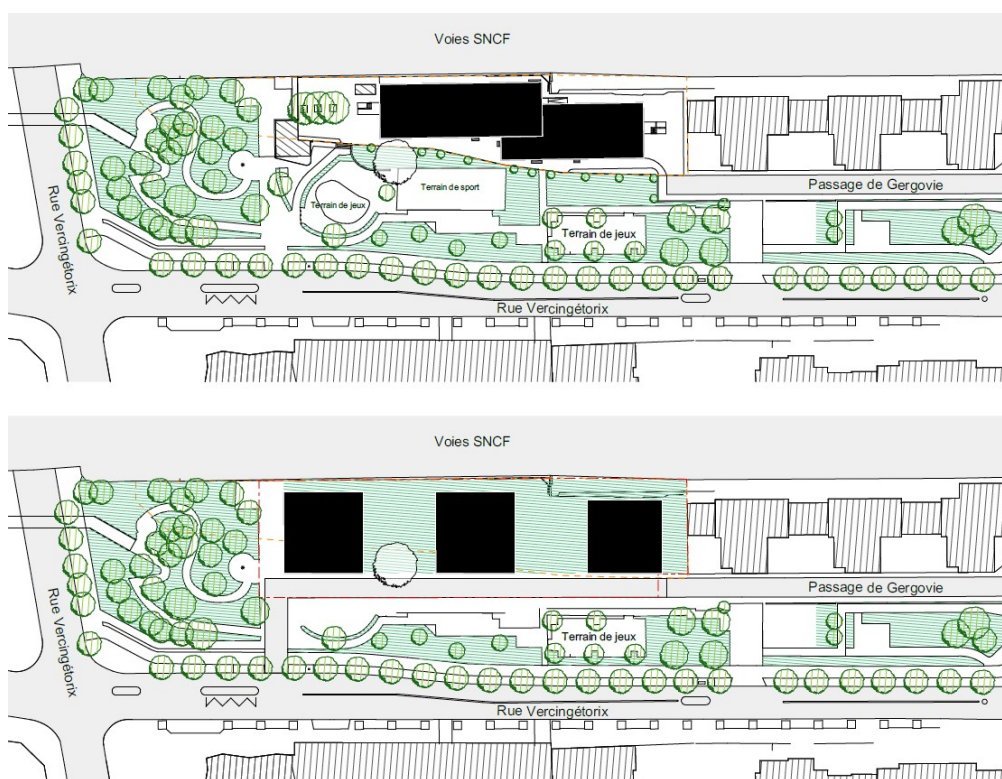 Voies SNCF
Terrain de sport
Passage de Gergovie
Terrain de jeux
Terrain de jeux
Rue Vercingétorix
Rue Vercingétorix
Voies SNCF
Passage de Gergovie
Terrain de jeux
Rue Vercingétorix
Rue Vercingétorix